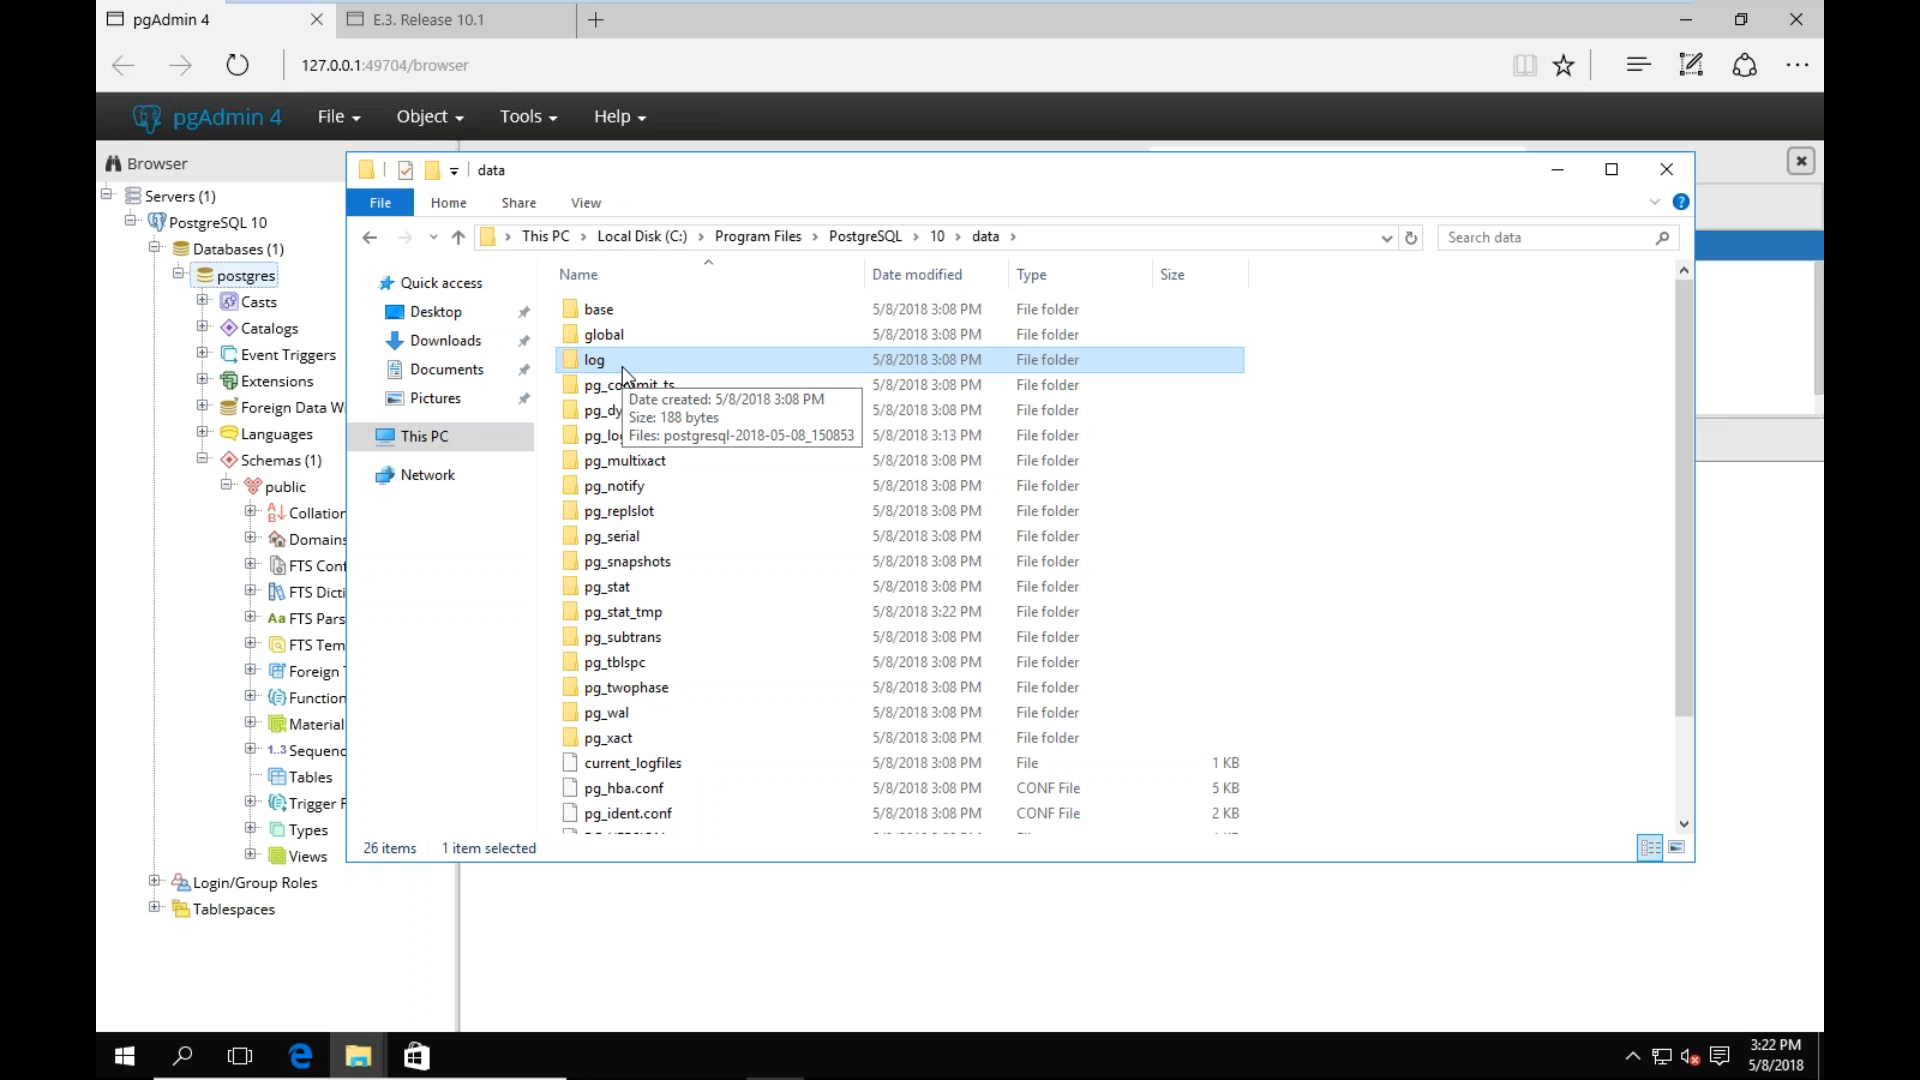 pgAdmin 4
E.3. Release 10.1
127.0.0.1:49704/browser
pgAdmin 4
File
Object
Tools
Help
Browser
Servers (1)
PostgreSQL 10
Databases (1)
postgres
Casts
Catalogs
Event Triggers
Extensions
Foreign Data W
Languages
Schemas (1)
public
Collation
Domains
FTS Conf
FTS Dicti
FTS Pars
FTS Tem
Foreign T
Function
Material
1..3 Sequenc
Tables
Trigger F
Types
Views
Login/Group Roles
Tablespaces
data
File Home Share View
This PC > Local Disk (C:) > Program Files > PostgreSQL > 10 > data >
Search data
Quick access
Desktop
Downloads
Documents
Pictures
This PC
Network
Name Date modified Type Size
base 5/8/2018 3:08 PM File folder
global 5/8/2018 3:08 PM File folder
log 5/8/2018 3:08 PM File folder
pg_commit_ts 5/8/2018 3:08 PM File folder
pg_dy 5/8/2018 3:08 PM File folder
pg_lo 5/8/2018 3:13 PM File folder
Date created: 5/8/2018 3:08 PM
Size: 188 bytes
Files: postgresql-2018-05-08_150853
pg_multixact 5/8/2018 3:08 PM File folder
pg_notify 5/8/2018 3:08 PM File folder
pg_replslot 5/8/2018 3:08 PM File folder
pg_serial 5/8/2018 3:08 PM File folder
pg_snapshots 5/8/2018 3:08 PM File folder
pg_stat 5/8/2018 3:08 PM File folder
pg_stat_tmp 5/8/2018 3:22 PM File folder
pg_subtrans 5/8/2018 3:08 PM File folder
pg_tblspc 5/8/2018 3:08 PM File folder
pg_twophase 5/8/2018 3:08 PM File folder
pg_wal 5/8/2018 3:08 PM File folder
pg_xact 5/8/2018 3:08 PM File folder
current_logfiles 5/8/2018 3:08 PM File 1 KB
pg_hba.conf 5/8/2018 3:08 PM CONF File 5 KB
pg_ident.conf 5/8/2018 3:08 PM CONF File 2 KB
26 items 1 item selected
3:22 PM
5/8/2018